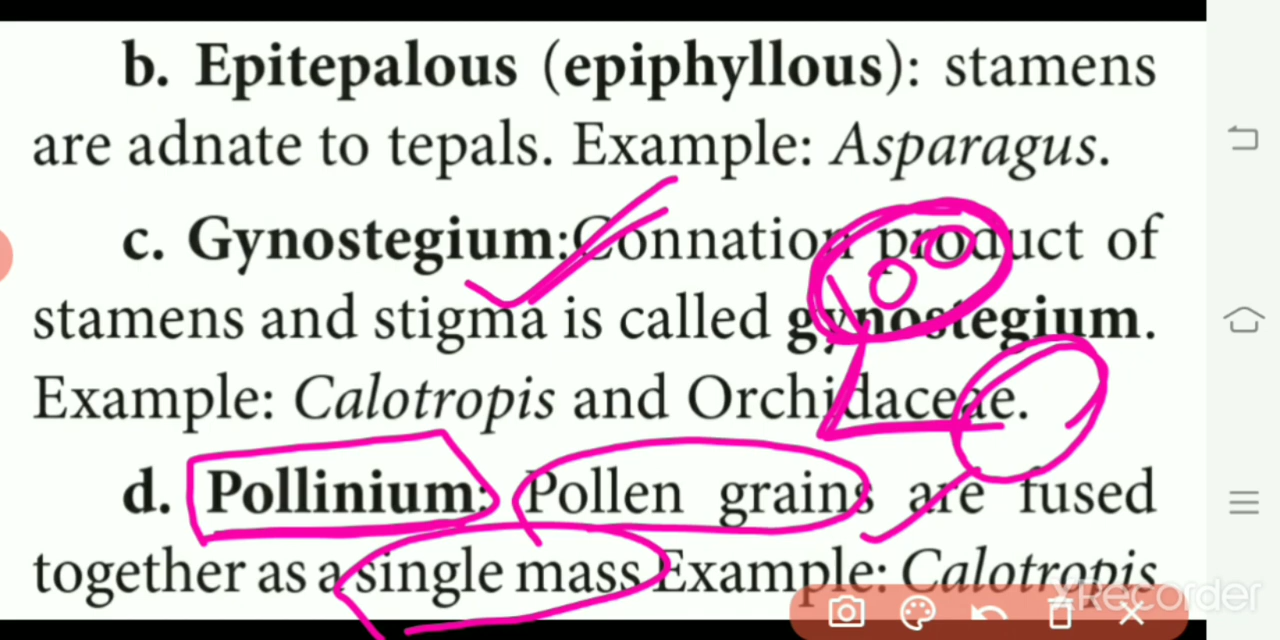 b. Epitepalous (epiphyllous): stamens
are adnate to tepals. Example: Asparagus.
c. Gynostegium:Connation product of
stamens and stigma is called gynostegium.
Example: Calotropis and Orchidaceae.
d. Pollinium: Pollen grains are fused
together as a single mass Example: Calotropis
XRecorder